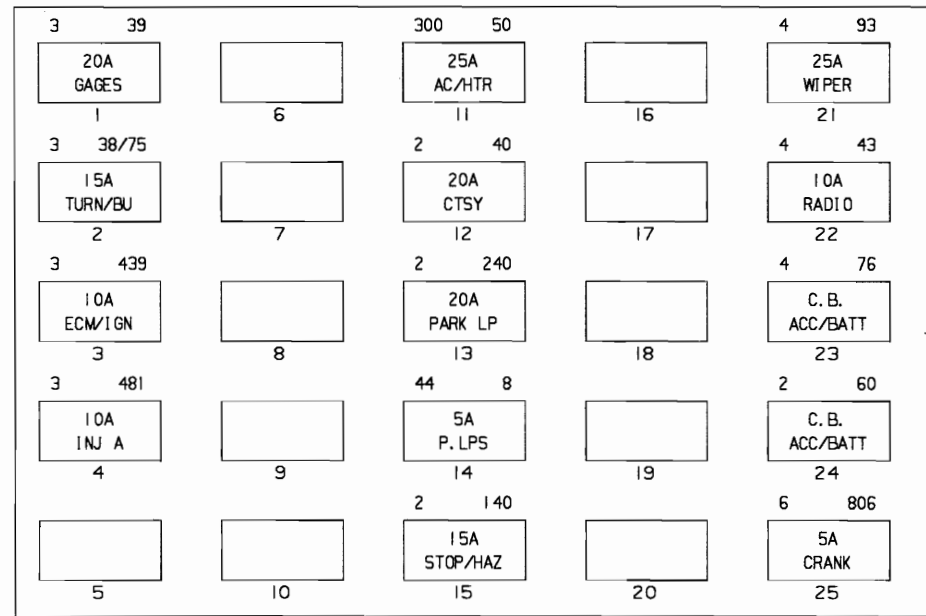 3 39 300 50 4 93
20A 25A 25A
GAGES AC/HTR WIPER
1 6 11 16 21
3 38/75 2 40 4 43
15A 20A 10A
TURN/BU CTSY RADIO
2 7 12 17 22
3 439 2 240 4 76
10A 20A C.B.
ECM/IGN PARK LP ACC/BATT
3 8 13 18 23
3 481 44 8 2 60
10A 5A C.B.
INJ A P.LPS ACC/BATT
4 9 14 19 24
2 140 6 806
15A 5A
STOP/HAZ CRANK
5 10 15 20 25